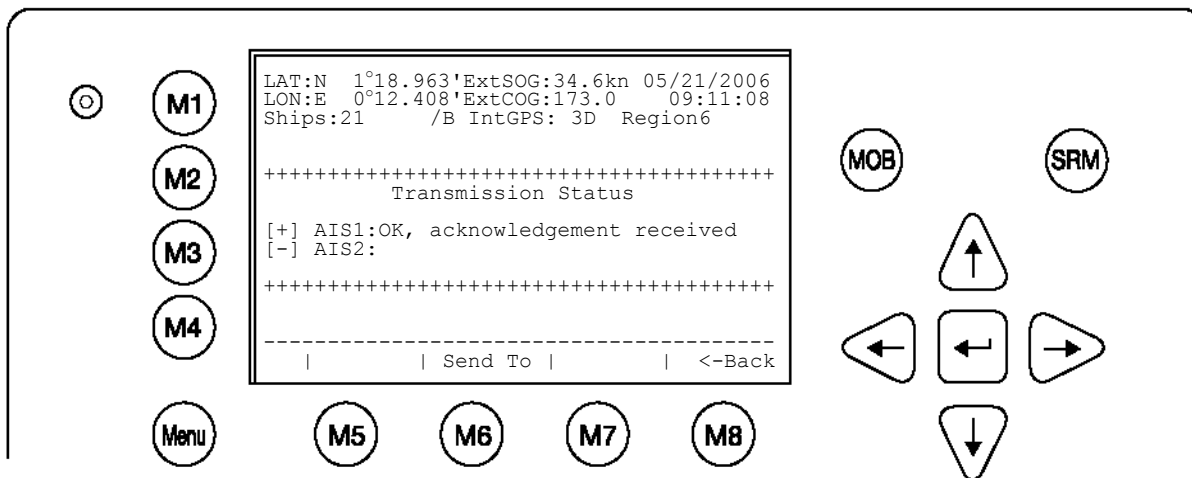 LAT:N 1°18.963'ExtSOG:34.6kn 05/21/2006
LON:E 0°12.408'ExtCOG:173.0 09:11:08
Ships:21 /B IntGPS: 3D Region6
++++++++++++++++++++++++++++++++++++++++
Transmission Status
[+] AIS1:OK, acknowledgement received
[-] AIS2:
++++++++++++++++++++++++++++++++++++++++
----------------------------------------
| | Send To | | <-Back
M1
M2
M3
M4
Menu
M5
M6
M7
M8
MOB
SRM